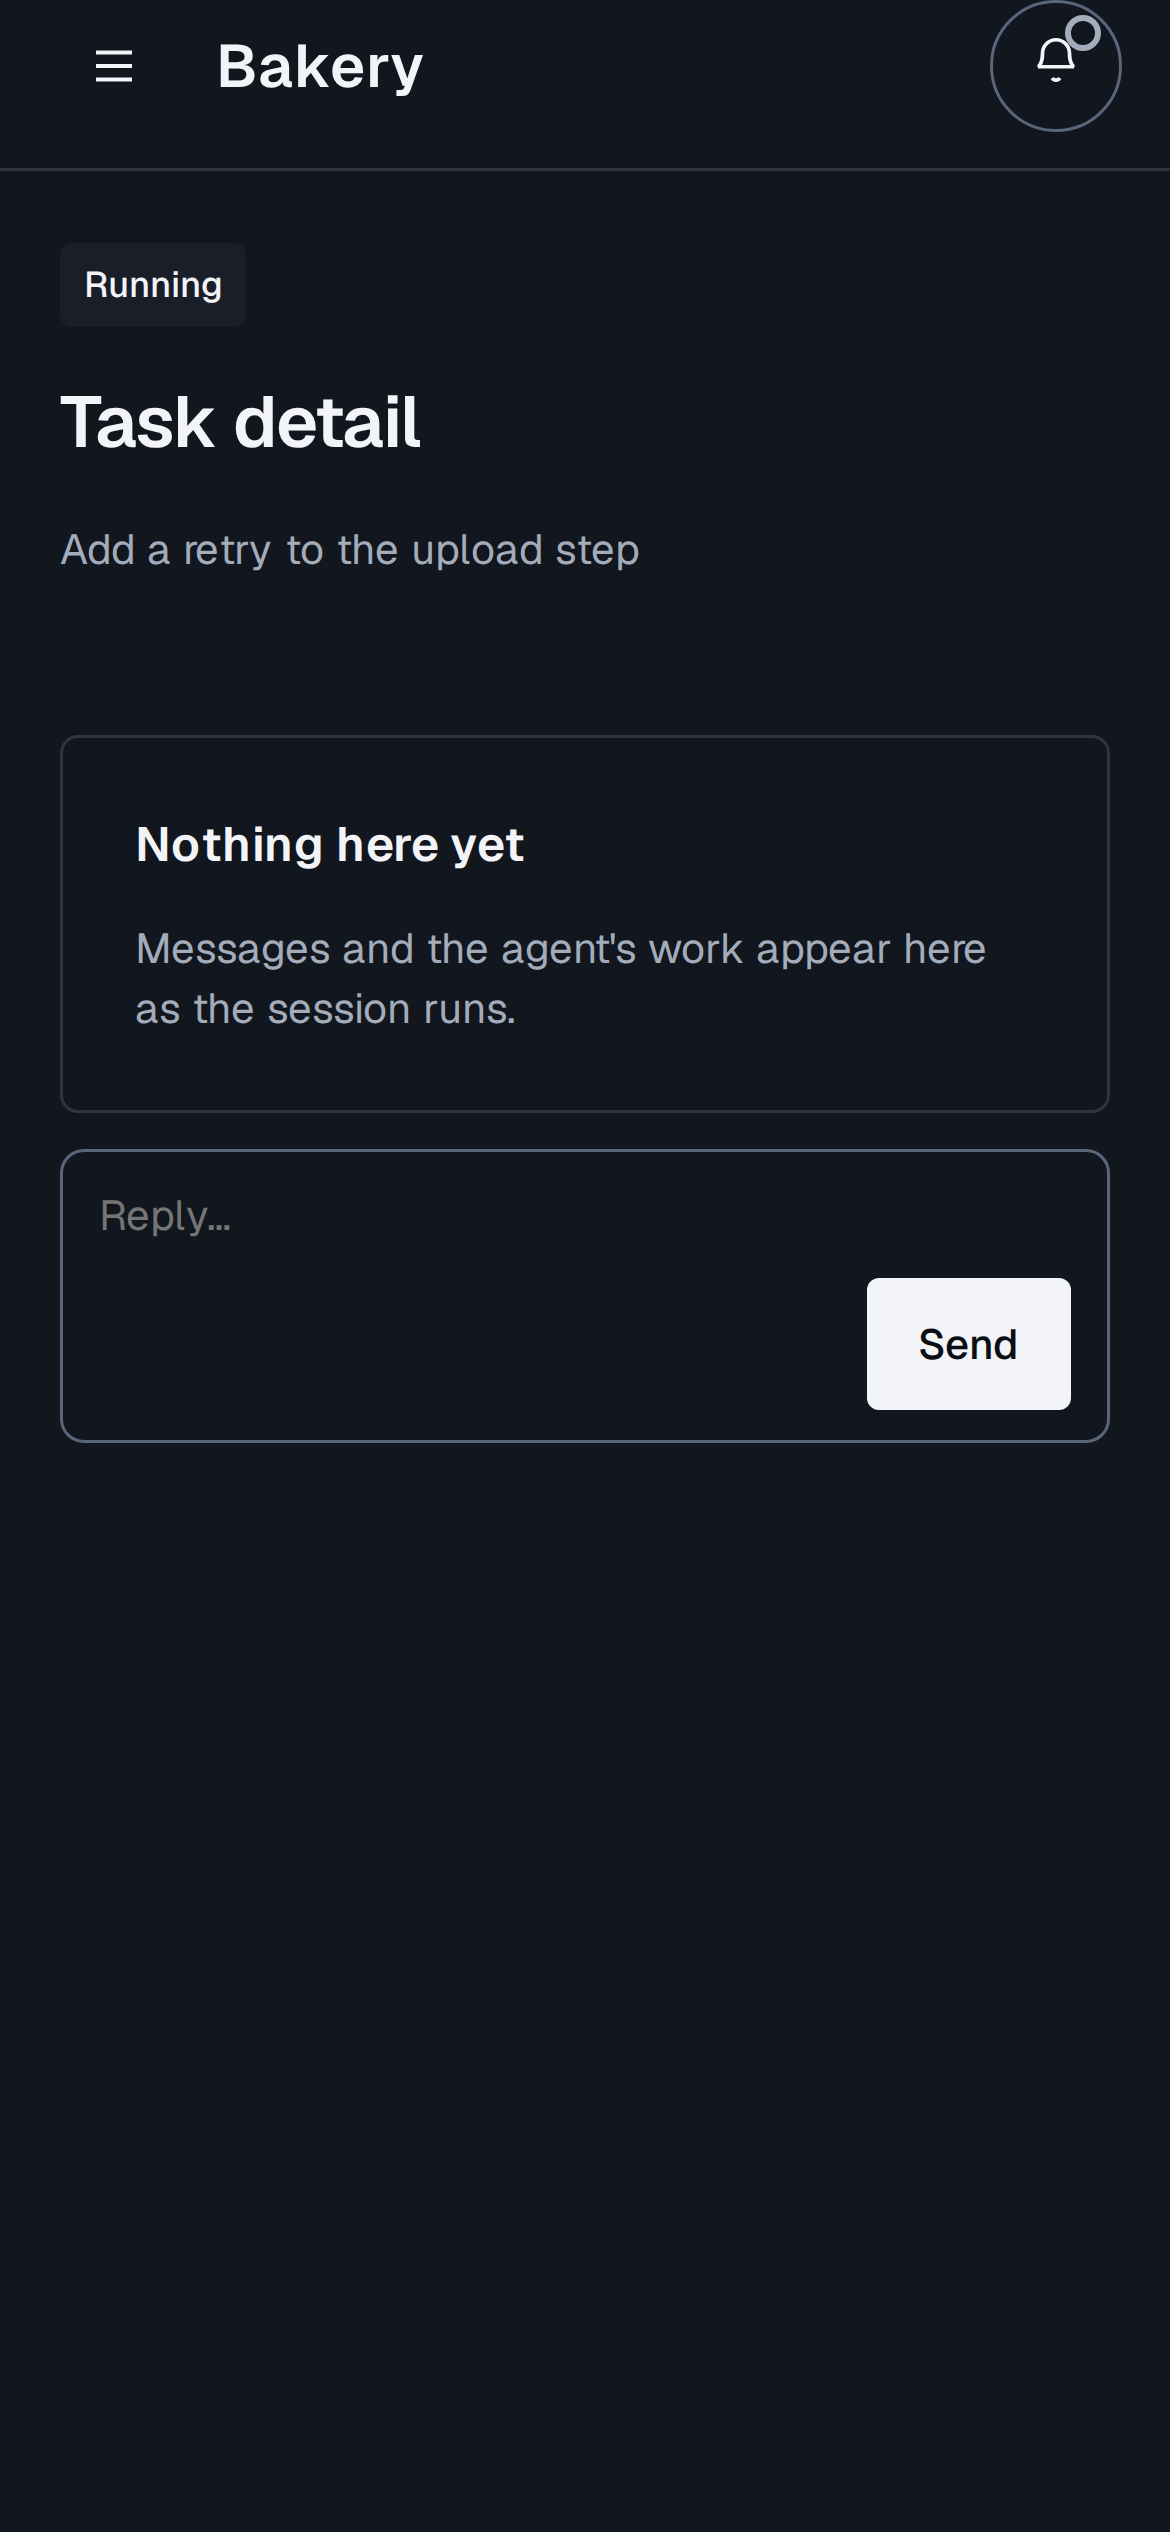 Bakery
Running
Task detail
Add a retry to the upload step
Nothing here yet
Messages and the agent's work appear here
as the session runs.
Reply…
Send